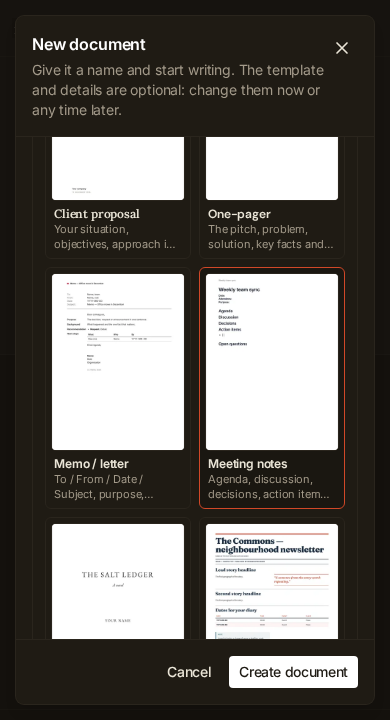 New document
Give it a name and start writing. The template
and details are optional: change them now or
any time later.
Client proposal
Your situation,
objectives, approach i...
One-pager
The pitch, problem,
solution, key facts and...
Memo / letter
To / From / Date /
Subject, purpose,...
Weekly team sync
Agenda
Discussion
Decisions
Action items
Open questions
Meeting notes
Agenda, discussion,
decisions, action item...
THE SALT LEDGER
A novel
YOUR NAME
The Commons —
neighbourhood newsletter
Lead story headline
Second story headline
Dates for your diary
Cancel
Create document